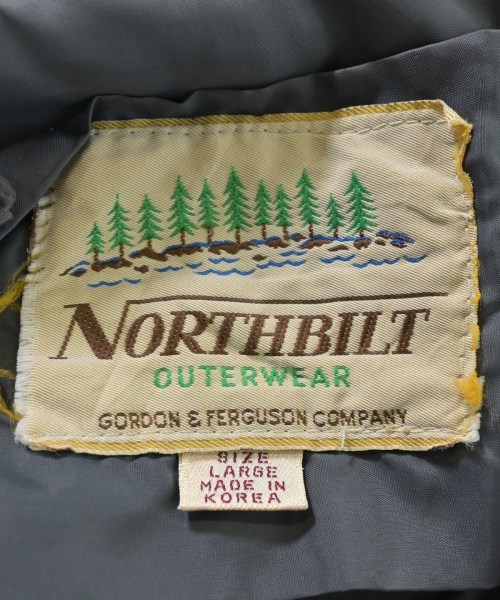 NORTHBILT
OUTERWEAR
GORDON & FERGUSON COMPANY
SIZE
LARGE
MADE IN
KOREA